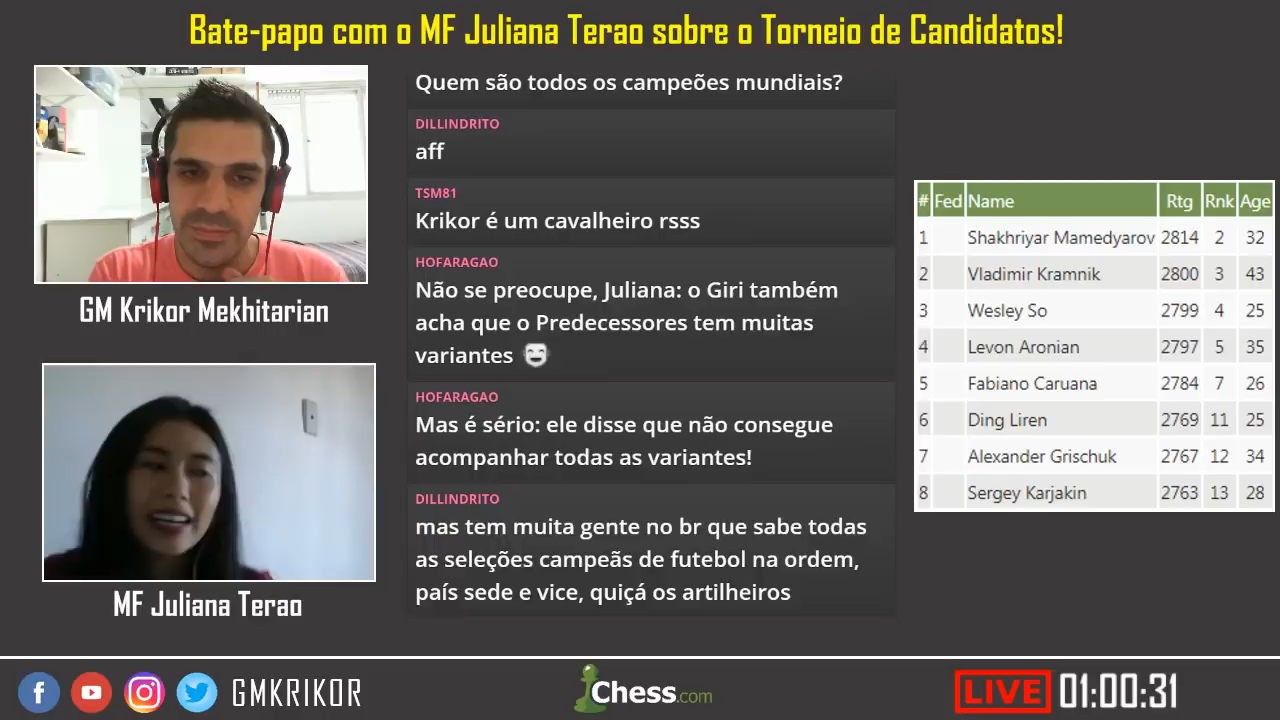 Bate-papo com o MF Juliana Terao sobre o Torneio de Candidatos!
GM Krikor Mekhitarian
MF Juliana Terao
Quem são todos os campeões mundiais?
DILLINDRITO
aff
TSM81
Krikor é um cavalheiro rsss
HOFARAGAO
Não se preocupe, Juliana: o Giri também
acha que o Predecessores tem muitas
variantes
HOFARAGAO
Mas é sério: ele disse que não consegue
acompanhar todas as variantes!
DILLINDRITO
mas tem muita gente no br que sabe todas
as seleções campeãs de futebol na ordem,
país sede e vice, quiçá os artilheiros
# Fed Name Rtg Rnk Age
1 Shakhriyar Mamedyarov 2814 2 32
2 Vladimir Kramnik 2800 3 43
3 Wesley So 2799 4 25
4 Levon Aronian 2797 5 35
5 Fabiano Caruana 2784 7 26
6 Ding Liren 2769 11 25
7 Alexander Grischuk 2767 12 34
8 Sergey Karjakin 2763 13 28
GMKRIKOR
Chess.com
LIVE 01:00:31